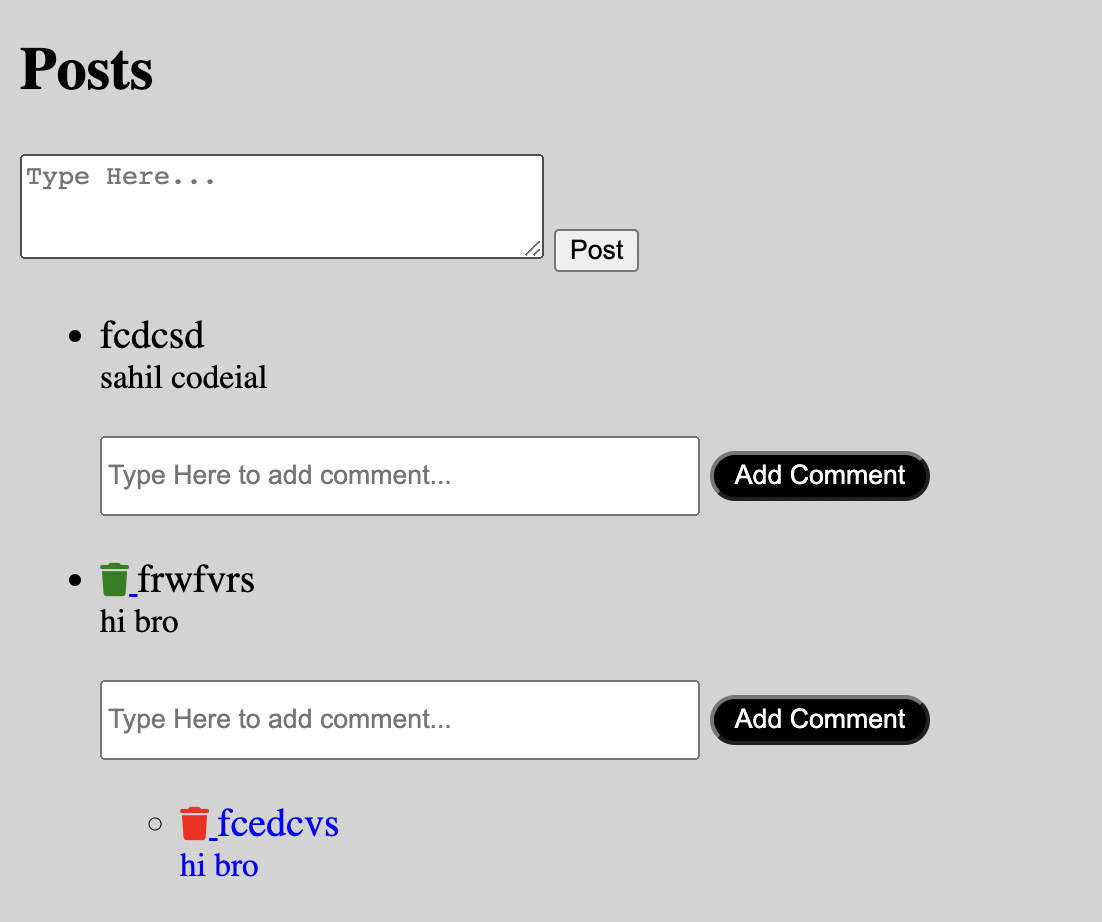 Posts
Type Here...
Post
fcdcsd
sahil codeial
Type Here to add comment...
Add Comment
frwfvrs
hi bro
Type Here to add comment...
Add Comment
fcedcvs
hi bro